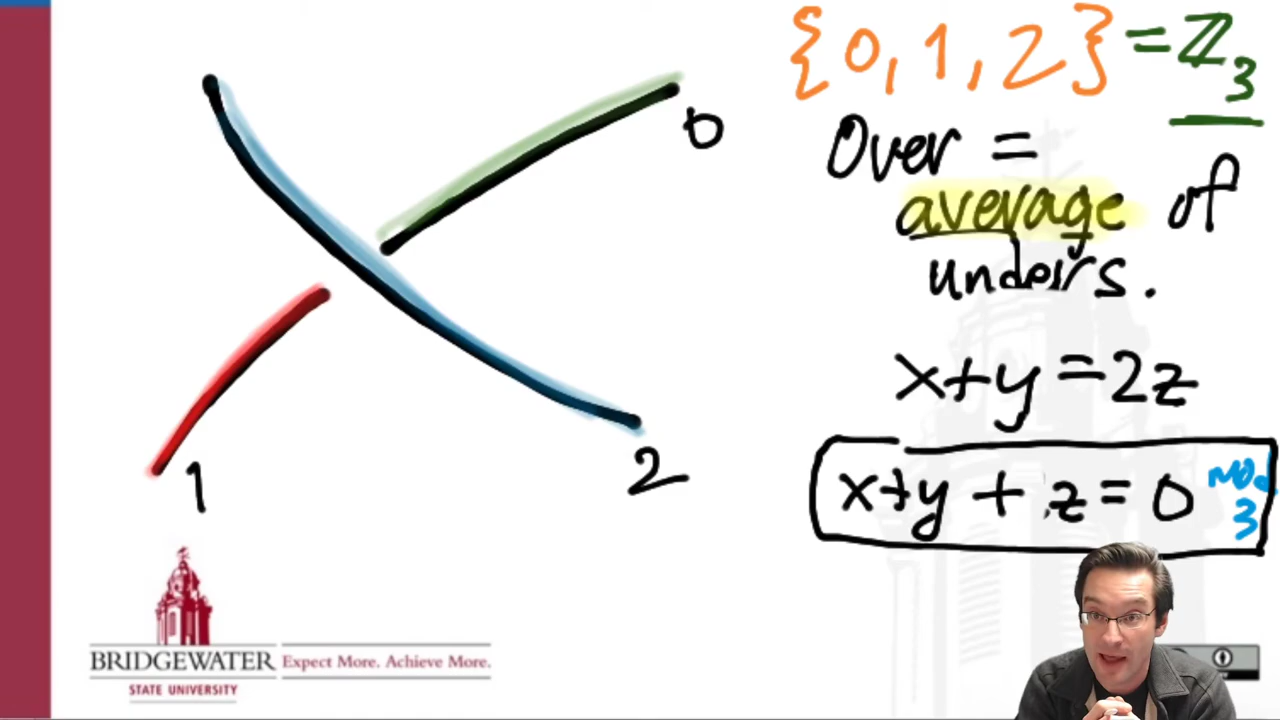 {0, 1, 2} = ℤ₃
Over =
average of
unders.
x+y = 2z
x+y + z = 0
mod
3
0
1
2
BRIDGEWATER
STATE UNIVERSITY
Expect More. Achieve More.